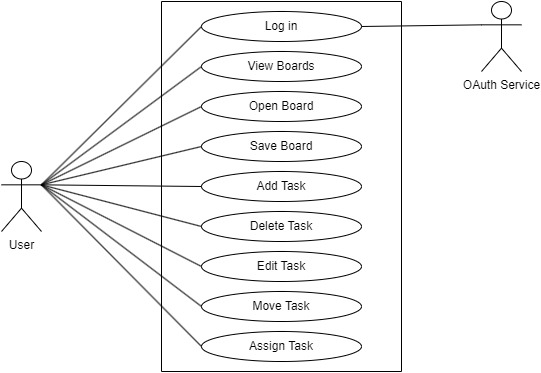 Log in
OAuth Service
View Boards
Open Board
Save Board
Add Task
User
Delete Task
Edit Task
Move Task
Assign Task